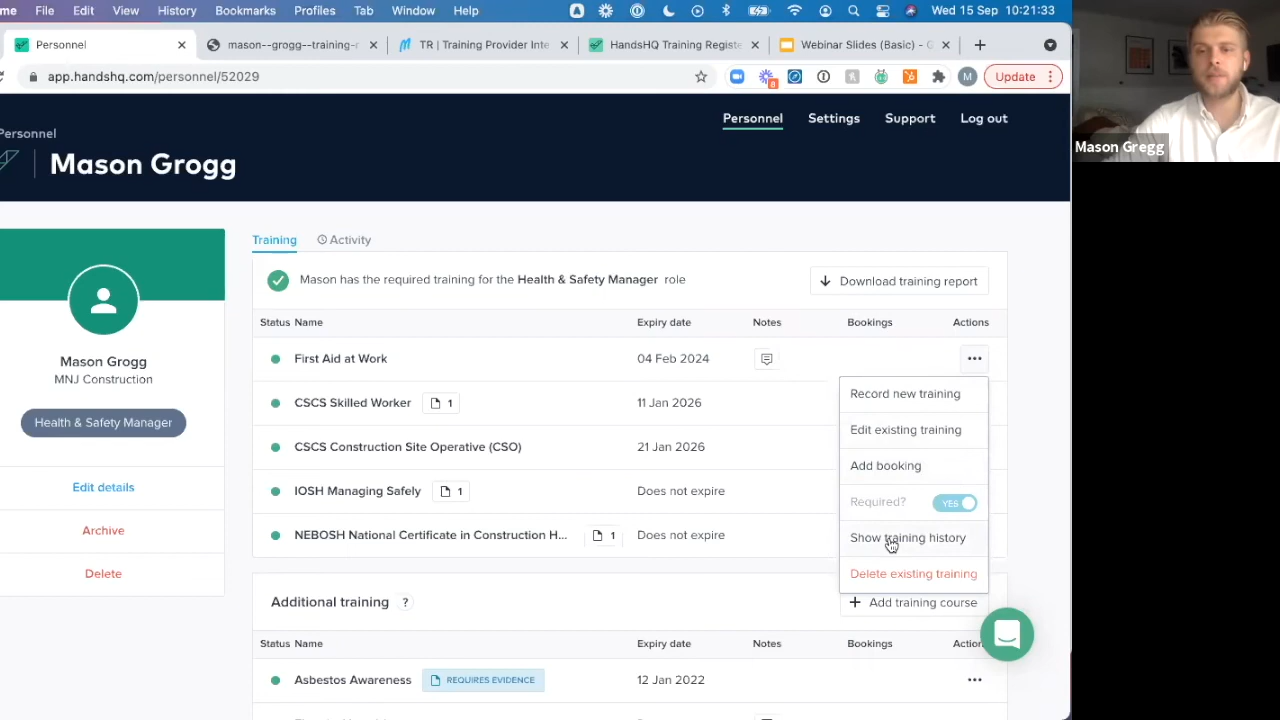 me File Edit View History Bookmarks Profiles Tab Window Help Wed 15 Sep 10:21:33
Personnel mason--grogg--training-r TR | Training Provider Inte HandsHQ Training Registe Webinar Slides (Basic) - G
app.handshq.com/personnel/52029 8 M Update
Personnel Settings Support Log out
Personnel
Mason Grogg
Mason Gregg
Mason Grogg
MNJ Construction
Health & Safety Manager
Edit details
Archive
Delete
Training Activity
Mason has the required training for the Health & Safety Manager role Download training report
Status Name Expiry date Notes Bookings Actions
First Aid at Work 04 Feb 2024
CSCS Skilled Worker 1 11 Jan 2026
CSCS Construction Site Operative (CSO) 21 Jan 2026
IOSH Managing Safely 1 Does not expire
NEBOSH National Certificate in Construction H... 1 Does not expire
Record new training
Edit existing training
Add booking
Required? YES
Show training history
Delete existing training
Additional training ? + Add training course
Status Name Expiry date Notes Bookings Action
Asbestos Awareness REQUIRES EVIDENCE 12 Jan 2022